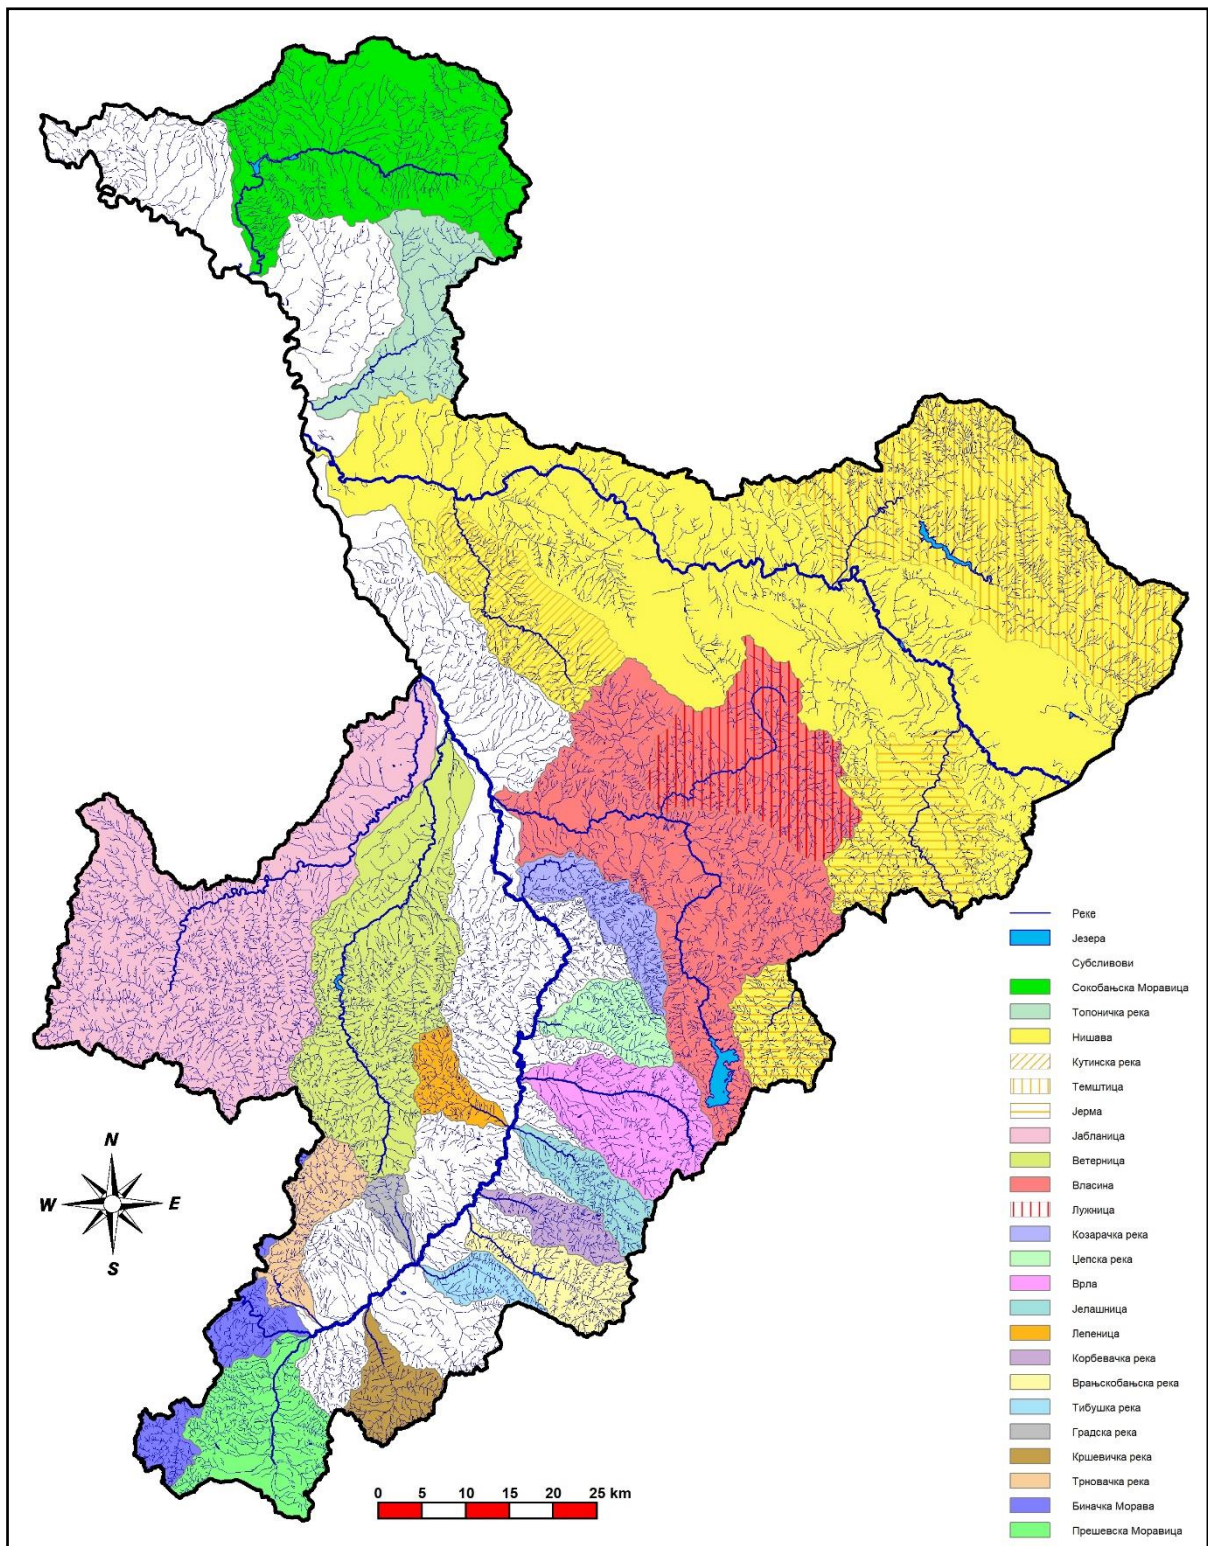 Реке
Језера
Субсливови
Сокобањска Моравица
Топоничка река
Нишава
Кутинска река
Темштица
Јерма
Јабланица
Ветерница
Власина
Лужница
Козарачка река
Џепска река
Врла
Јелашница
Лепеница
Корбевачка река
Врањскобањска река
Тибушка река
Градска река
Кршевичка река
Трновачка река
Биначка Морава
Прешевска Моравица
N
W E
S
0 5 10 15 20 25 km